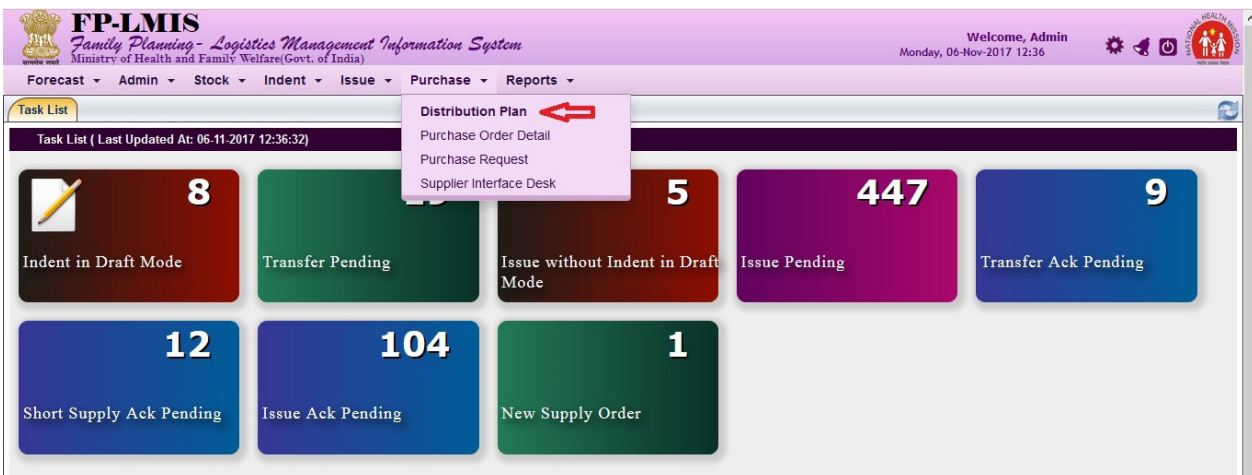 FP-LMIS
Family Planning - Logistics Management Information System
Ministry of Health and Family Welfare(Govt. of India)
Welcome, Admin
Monday, 06-Nov-2017 12:36
Forecast Admin Stock Indent Issue Purchase Reports
Task List
Distribution Plan
Purchase Order Detail
Purchase Request
Supplier Interface Desk
Task List ( Last Updated At: 06-11-2017 12:36:32)
8
Indent in Draft Mode
Transfer Pending
5
Issue without Indent in Draft
Mode
447
Issue Pending
9
Transfer Ack Pending
12
Short Supply Ack Pending
104
Issue Ack Pending
1
New Supply Order